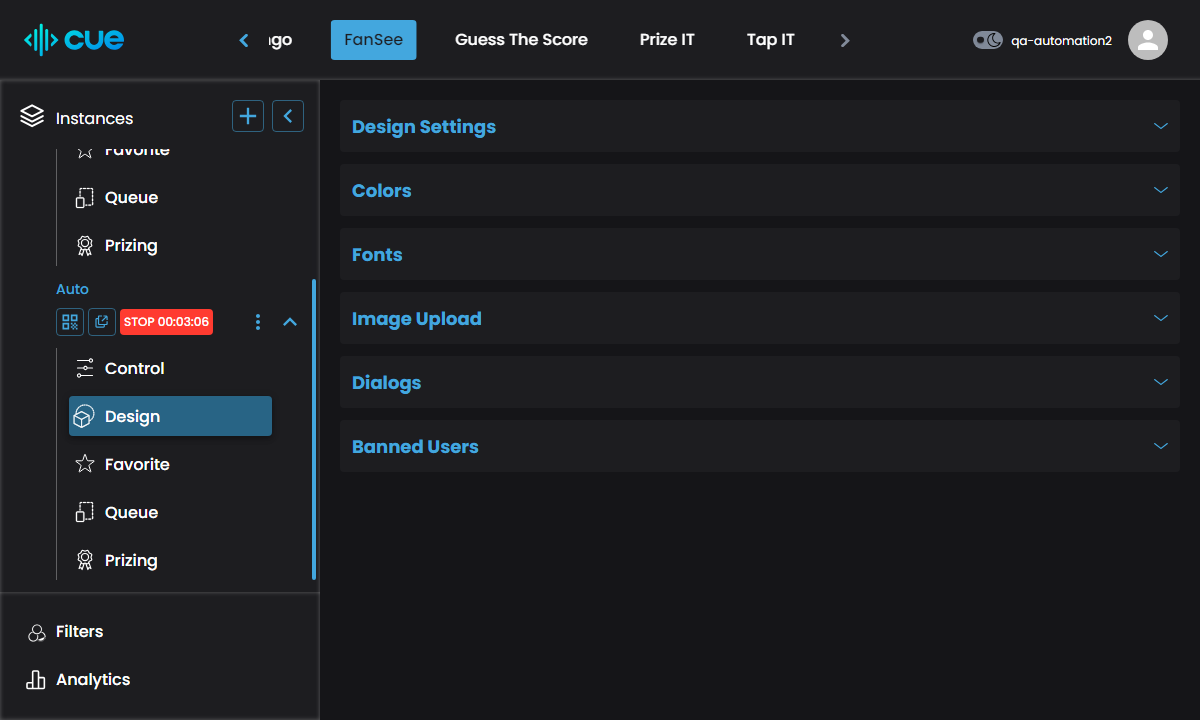 cue
FanSee
Guess The Score
Prize IT
Tap IT
qa-automation2
Instances
Favorite
Queue
Prizing
Auto
STOP 00:03:06
Control
Design
Favorite
Queue
Prizing
Filters
Analytics
Design Settings
Colors
Fonts
Image Upload
Dialogs
Banned Users